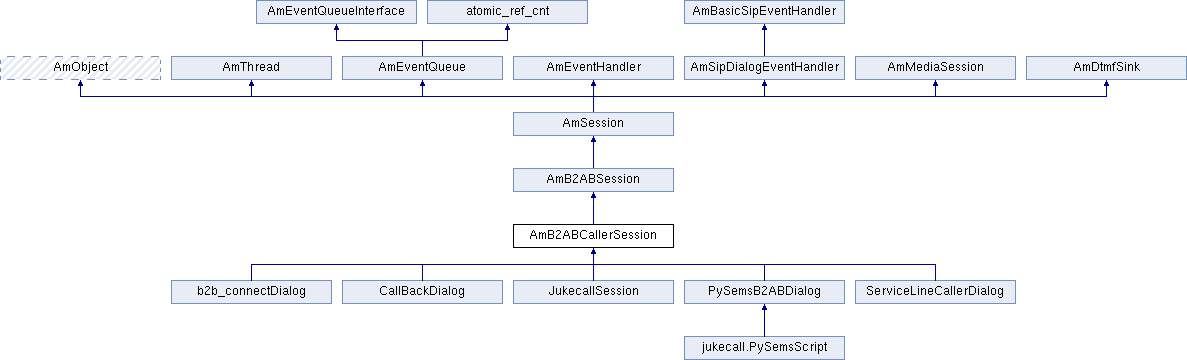 AmEventQueueInterface
atomic_ref_cnt
AmBasicSipEventHandler
AmObject
AmThread
AmEventQueue
AmEventHandler
AmSipDialogEventHandler
AmMediaSession
AmDtmfSink
AmSession
AmB2ABSession
AmB2ABCallerSession
b2b_connectDialog
CallBackDialog
JukecallSession
PySemsB2ABDialog
ServiceLineCallerDialog
jukecall.PySemsScript